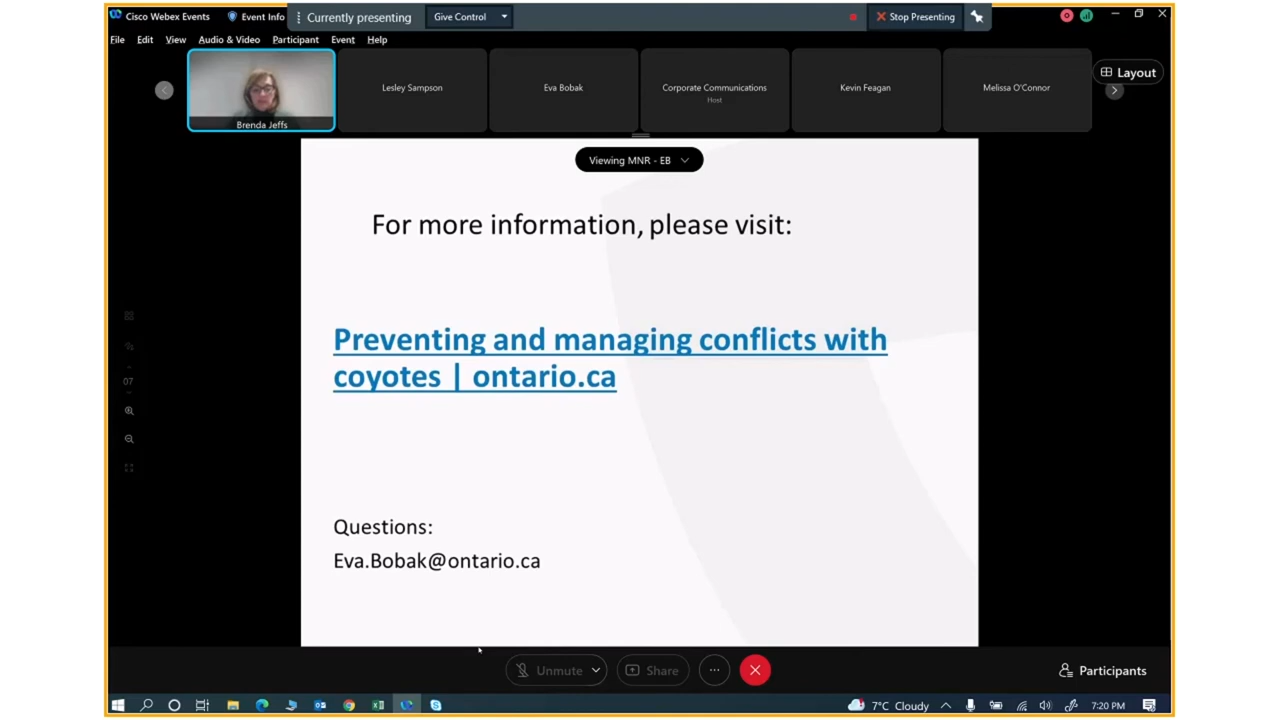 Cisco Webex Events
Event Info
Currently presenting
Give Control
Stop Presenting
File Edit View Audio & Video Participant Event Help
Layout
Brenda Jeffs
Lesley Sampson
Eva Bobak
Corporate Communications
Host
Kevin Feagan
Melissa O'Connor
Viewing MNR - EB
For more information, please visit:
Preventing and managing conflicts with
coyotes | ontario.ca
07
Questions:
Eva.Bobak@ontario.ca
Unmute
Share
Participants
7°C Cloudy
7:20 PM